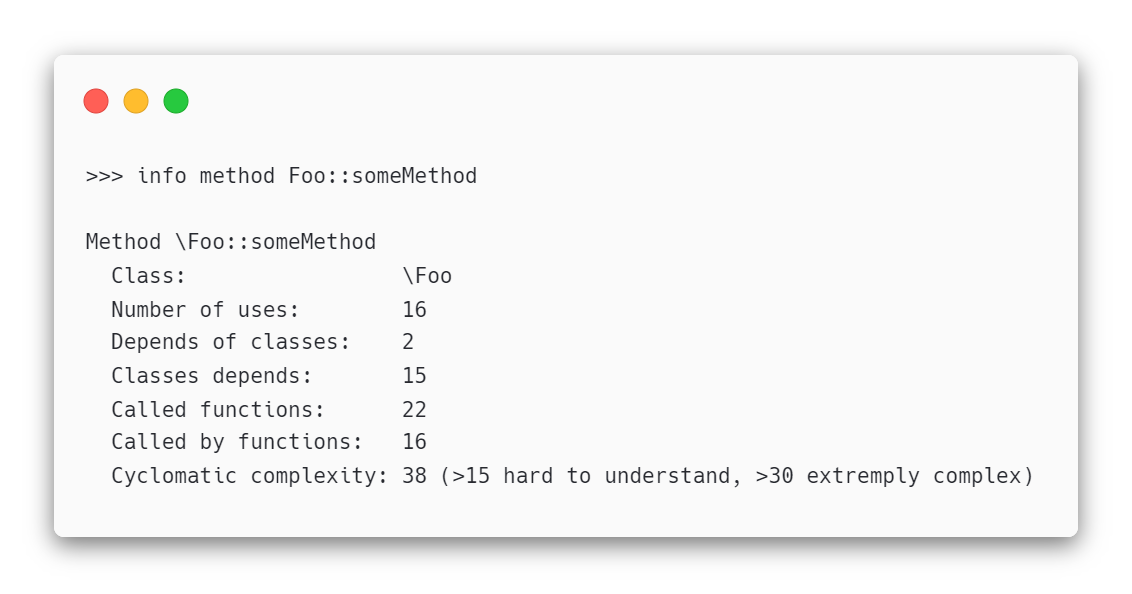 >>> info method Foo::someMethod
Method \Foo::someMethod
Class: \Foo
Number of uses: 16
Depends of classes: 2
Classes depends: 15
Called functions: 22
Called by functions: 16
Cyclomatic complexity: 38 (>15 hard to understand, >30 extremply complex)